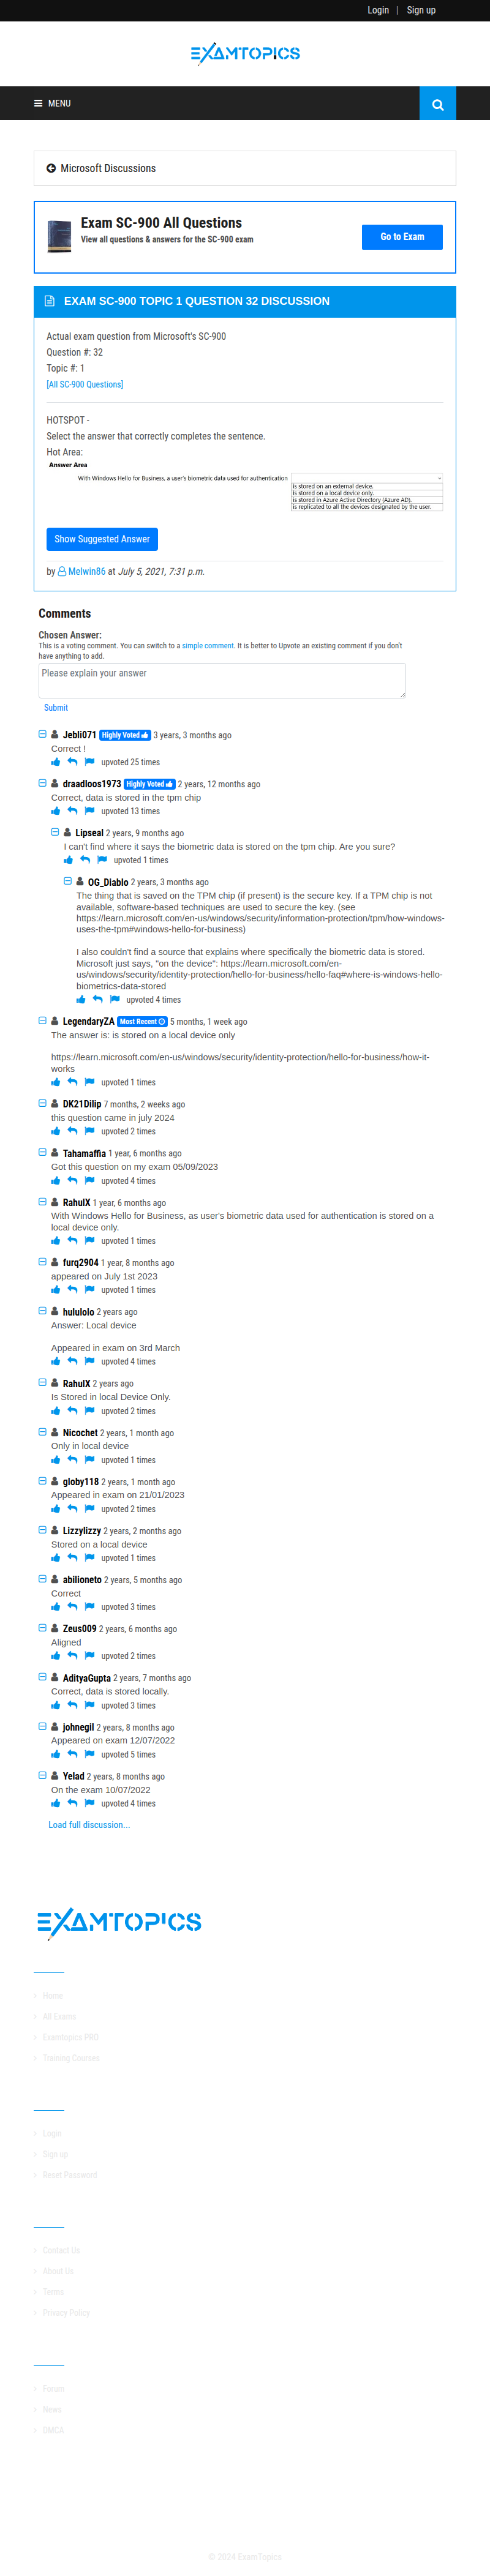 Login | Sign up
EXAMTOPICS
MENU
Microsoft Discussions
Exam SC-900 All Questions
View all questions & answers for the SC-900 exam
Go to Exam
EXAM SC-900 TOPIC 1 QUESTION 32 DISCUSSION
Actual exam question from Microsoft's SC-900
Question #: 32
Topic #: 1
[All SC-900 Questions]
HOTSPOT -
Select the answer that correctly completes the sentence.
Hot Area:
Answer Area
With Windows Hello for Business, a user's biometric data used for authentication
is stored on an external device.
is stored on a local device only.
is stored in Azure Active Directory (Azure AD).
is replicated to all the devices designated by the user.
Show Suggested Answer
by Melwin86 at July 5, 2021, 7:31 p.m.
Comments
Chosen Answer:
This is a voting comment. You can switch to a simple comment. It is better to Upvote an existing comment if you don't
have anything to add.
Please explain your answer
Submit
Jebli071 Highly Voted 3 years, 3 months ago
Correct !
upvoted 25 times
draadloos1973 Highly Voted 2 years, 12 months ago
Correct, data is stored in the tpm chip
upvoted 13 times
Lipseal 2 years, 9 months ago
I can't find where it says the biometric data is stored on the tpm chip. Are you sure?
upvoted 1 times
OG_Diablo 2 years, 3 months ago
The thing that is saved on the TPM chip (if present) is the secure key. If a TPM chip is not
available, software-based techniques are used to secure the key. (see
https://learn.microsoft.com/en-us/windows/security/information-protection/tpm/how-windows-
uses-the-tpm#windows-hello-for-business)
I also couldn't find a source that explains where specifically the biometric data is stored.
Microsoft just says, "on the device": https://learn.microsoft.com/en-
us/windows/security/identity-protection/hello-for-business/hello-faq#where-is-windows-hello-
biometrics-data-stored
upvoted 4 times
LegendaryZA Most Recent 5 months, 1 week ago
The answer is: is stored on a local device only
https://learn.microsoft.com/en-us/windows/security/identity-protection/hello-for-business/how-it-
works
upvoted 1 times
DK21Dilip 7 months, 2 weeks ago
this question came in july 2024
upvoted 2 times
Tahamaffia 1 year, 6 months ago
Got this question on my exam 05/09/2023
upvoted 4 times
RahulX 1 year, 6 months ago
With Windows Hello for Business, as user's biometric data used for authentication is stored on a
local device only.
upvoted 1 times
furq2904 1 year, 8 months ago
appeared on July 1st 2023
upvoted 1 times
hululolo 2 years ago
Answer: Local device
Appeared in exam on 3rd March
upvoted 4 times
RahulX 2 years ago
Is Stored in local Device Only.
upvoted 2 times
Nicochet 2 years, 1 month ago
Only in local device
upvoted 1 times
globy118 2 years, 1 month ago
Appeared in exam on 21/01/2023
upvoted 2 times
Lizzylizzy 2 years, 2 months ago
Stored on a local device
upvoted 1 times
abilioneto 2 years, 5 months ago
Correct
upvoted 3 times
Zeus009 2 years, 6 months ago
Aligned
upvoted 2 times
AdityaGupta 2 years, 7 months ago
Correct, data is stored locally.
upvoted 3 times
johnegil 2 years, 8 months ago
Appeared on exam 12/07/2022
upvoted 5 times
Yelad 2 years, 8 months ago
On the exam 10/07/2022
upvoted 4 times
Load full discussion...
EXAMTOPICS
Home
All Exams
Examtopics PRO
Training Courses
Login
Sign up
Reset Password
Contact Us
About Us
Terms
Privacy Policy
Forum
News
DMCA
© 2024 ExamTopics